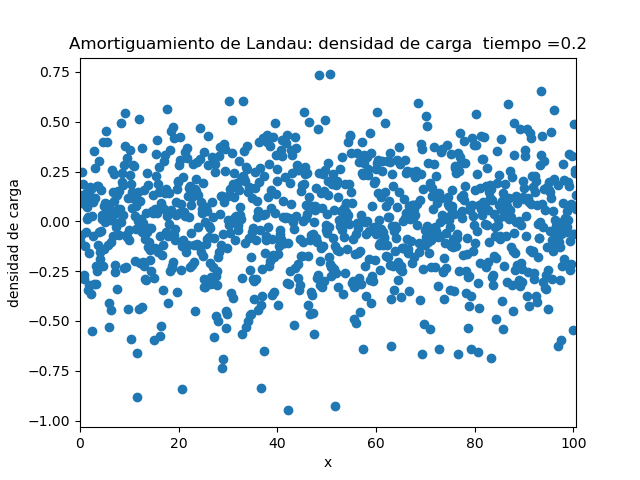 Amortiguamiento de Landau: densidad de carga  tiempo =0.2
densidad de carga
0.75
0.50
0.25
0.00
−0.25
−0.50
−0.75
−1.00
0 20 40 60 80 100
x